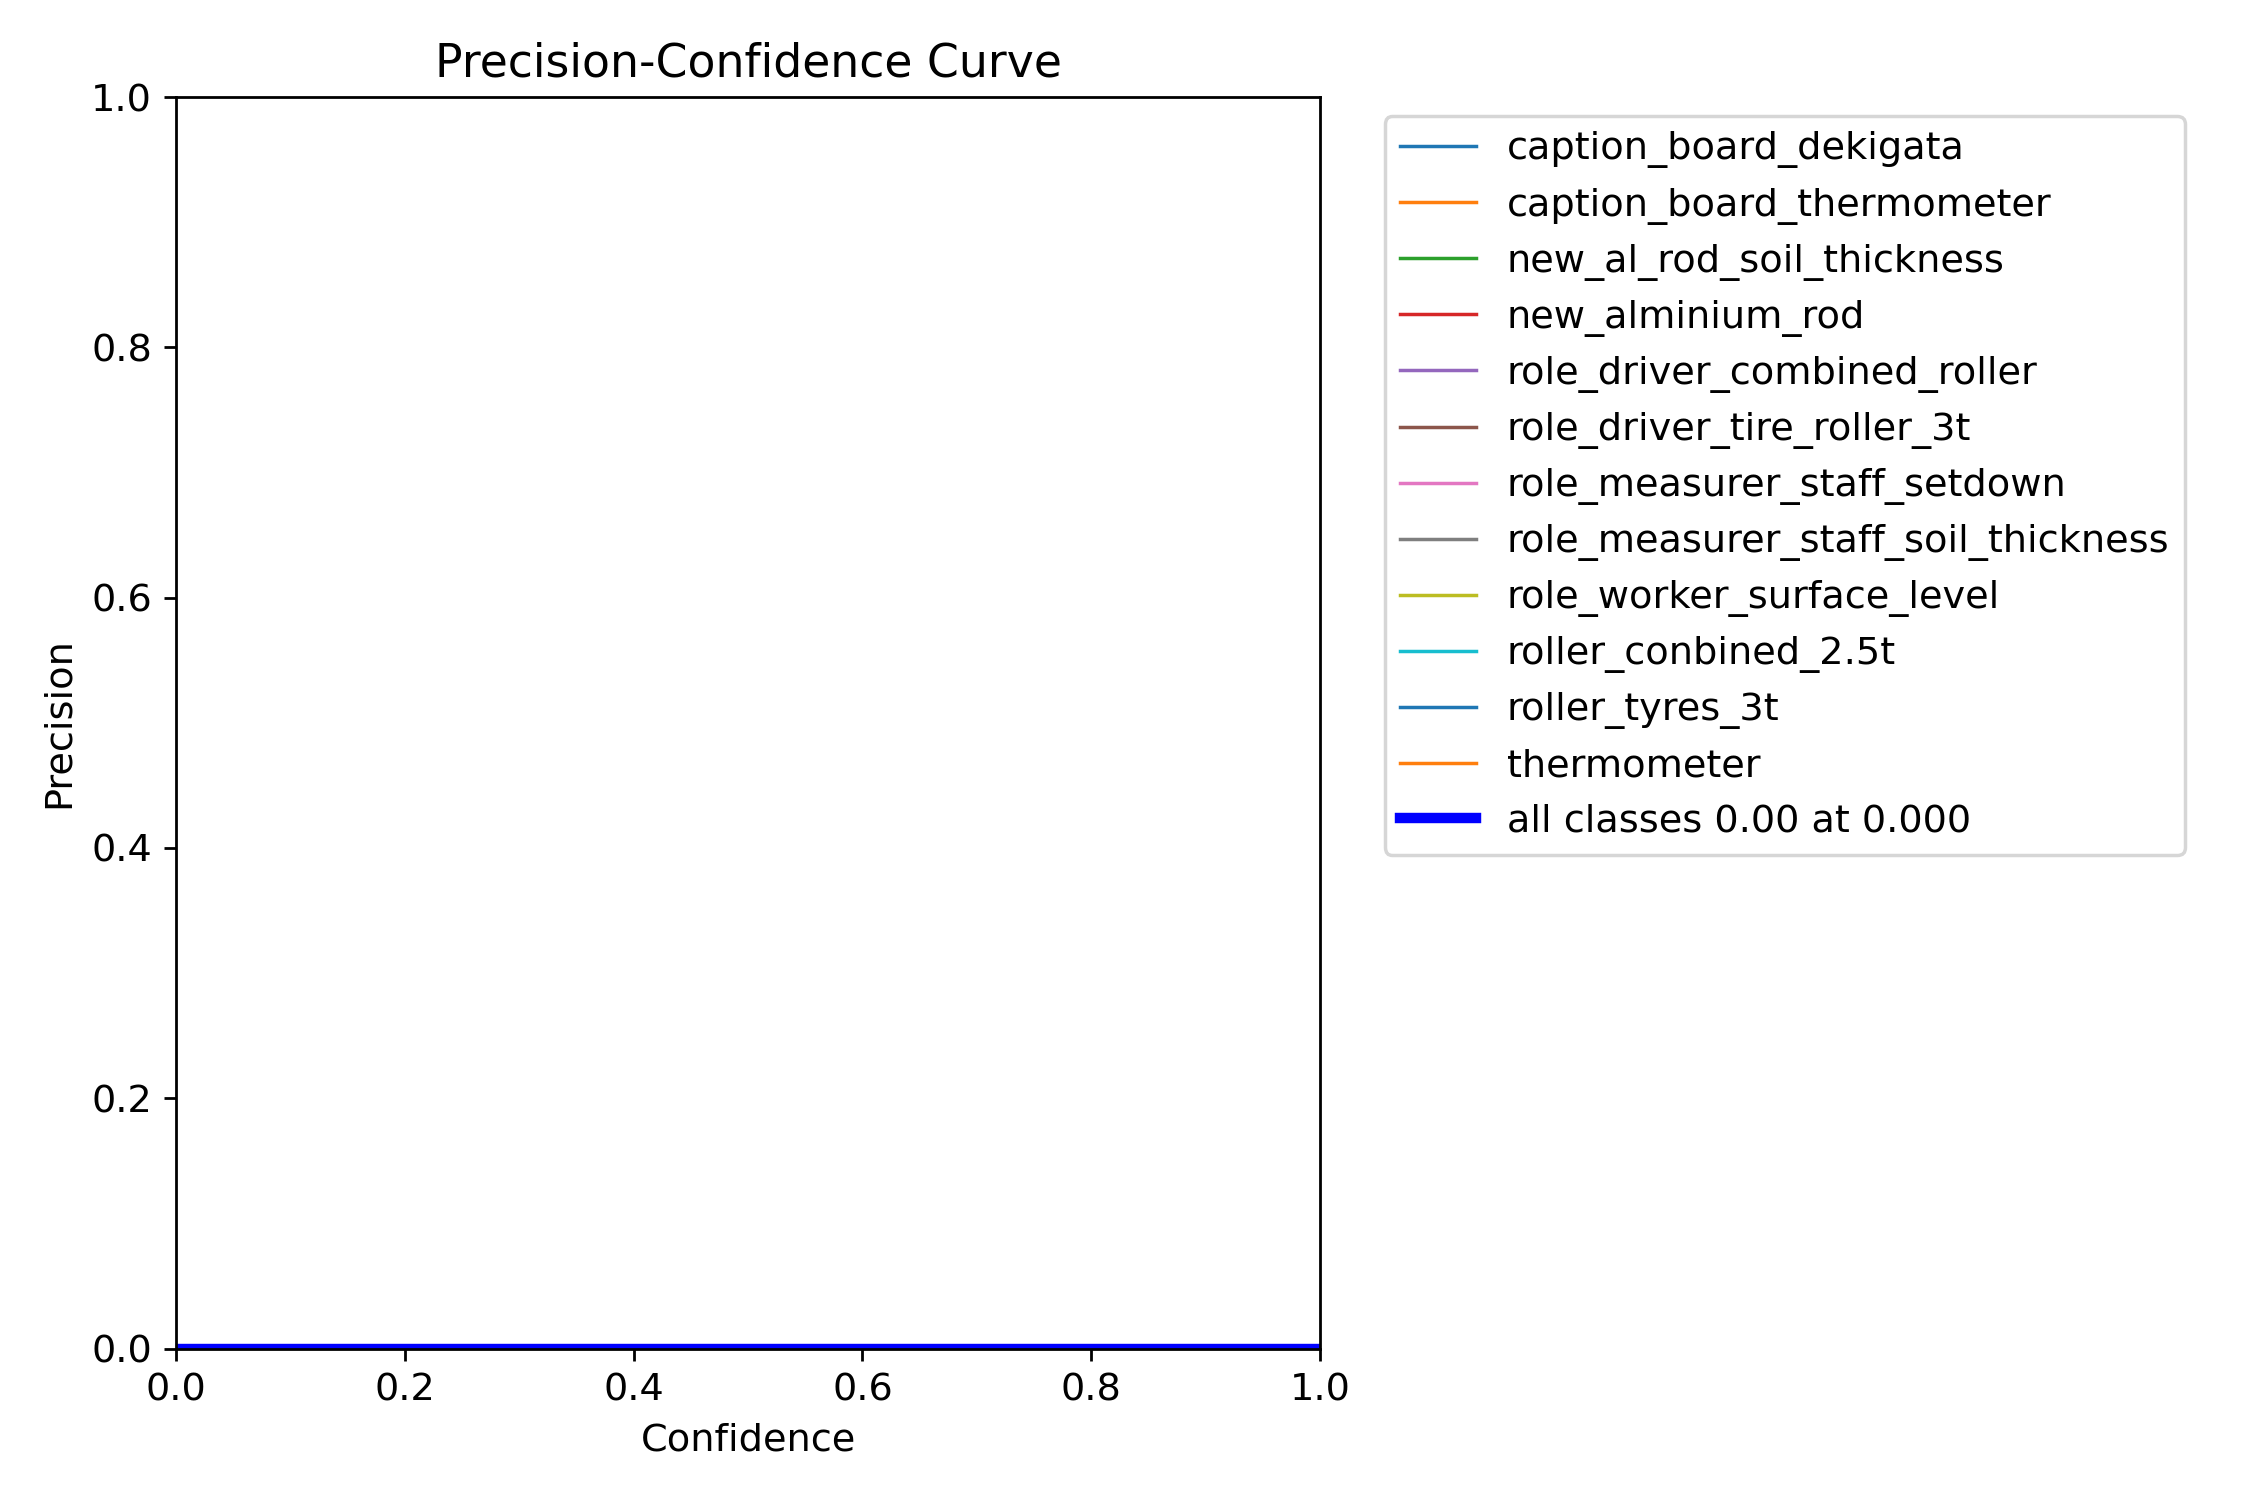 Precision-Confidence Curve
1.0
0.8
0.6
0.4
0.2
0.0
Precision
0.0 0.2 0.4 0.6 0.8 1.0
Confidence
caption_board_dekigata
caption_board_thermometer
new_al_rod_soil_thickness
new_alminium_rod
role_driver_combined_roller
role_driver_tire_roller_3t
role_measurer_staff_setdown
role_measurer_staff_soil_thickness
role_worker_surface_level
roller_conbined_2.5t
roller_tyres_3t
thermometer
all classes 0.00 at 0.000